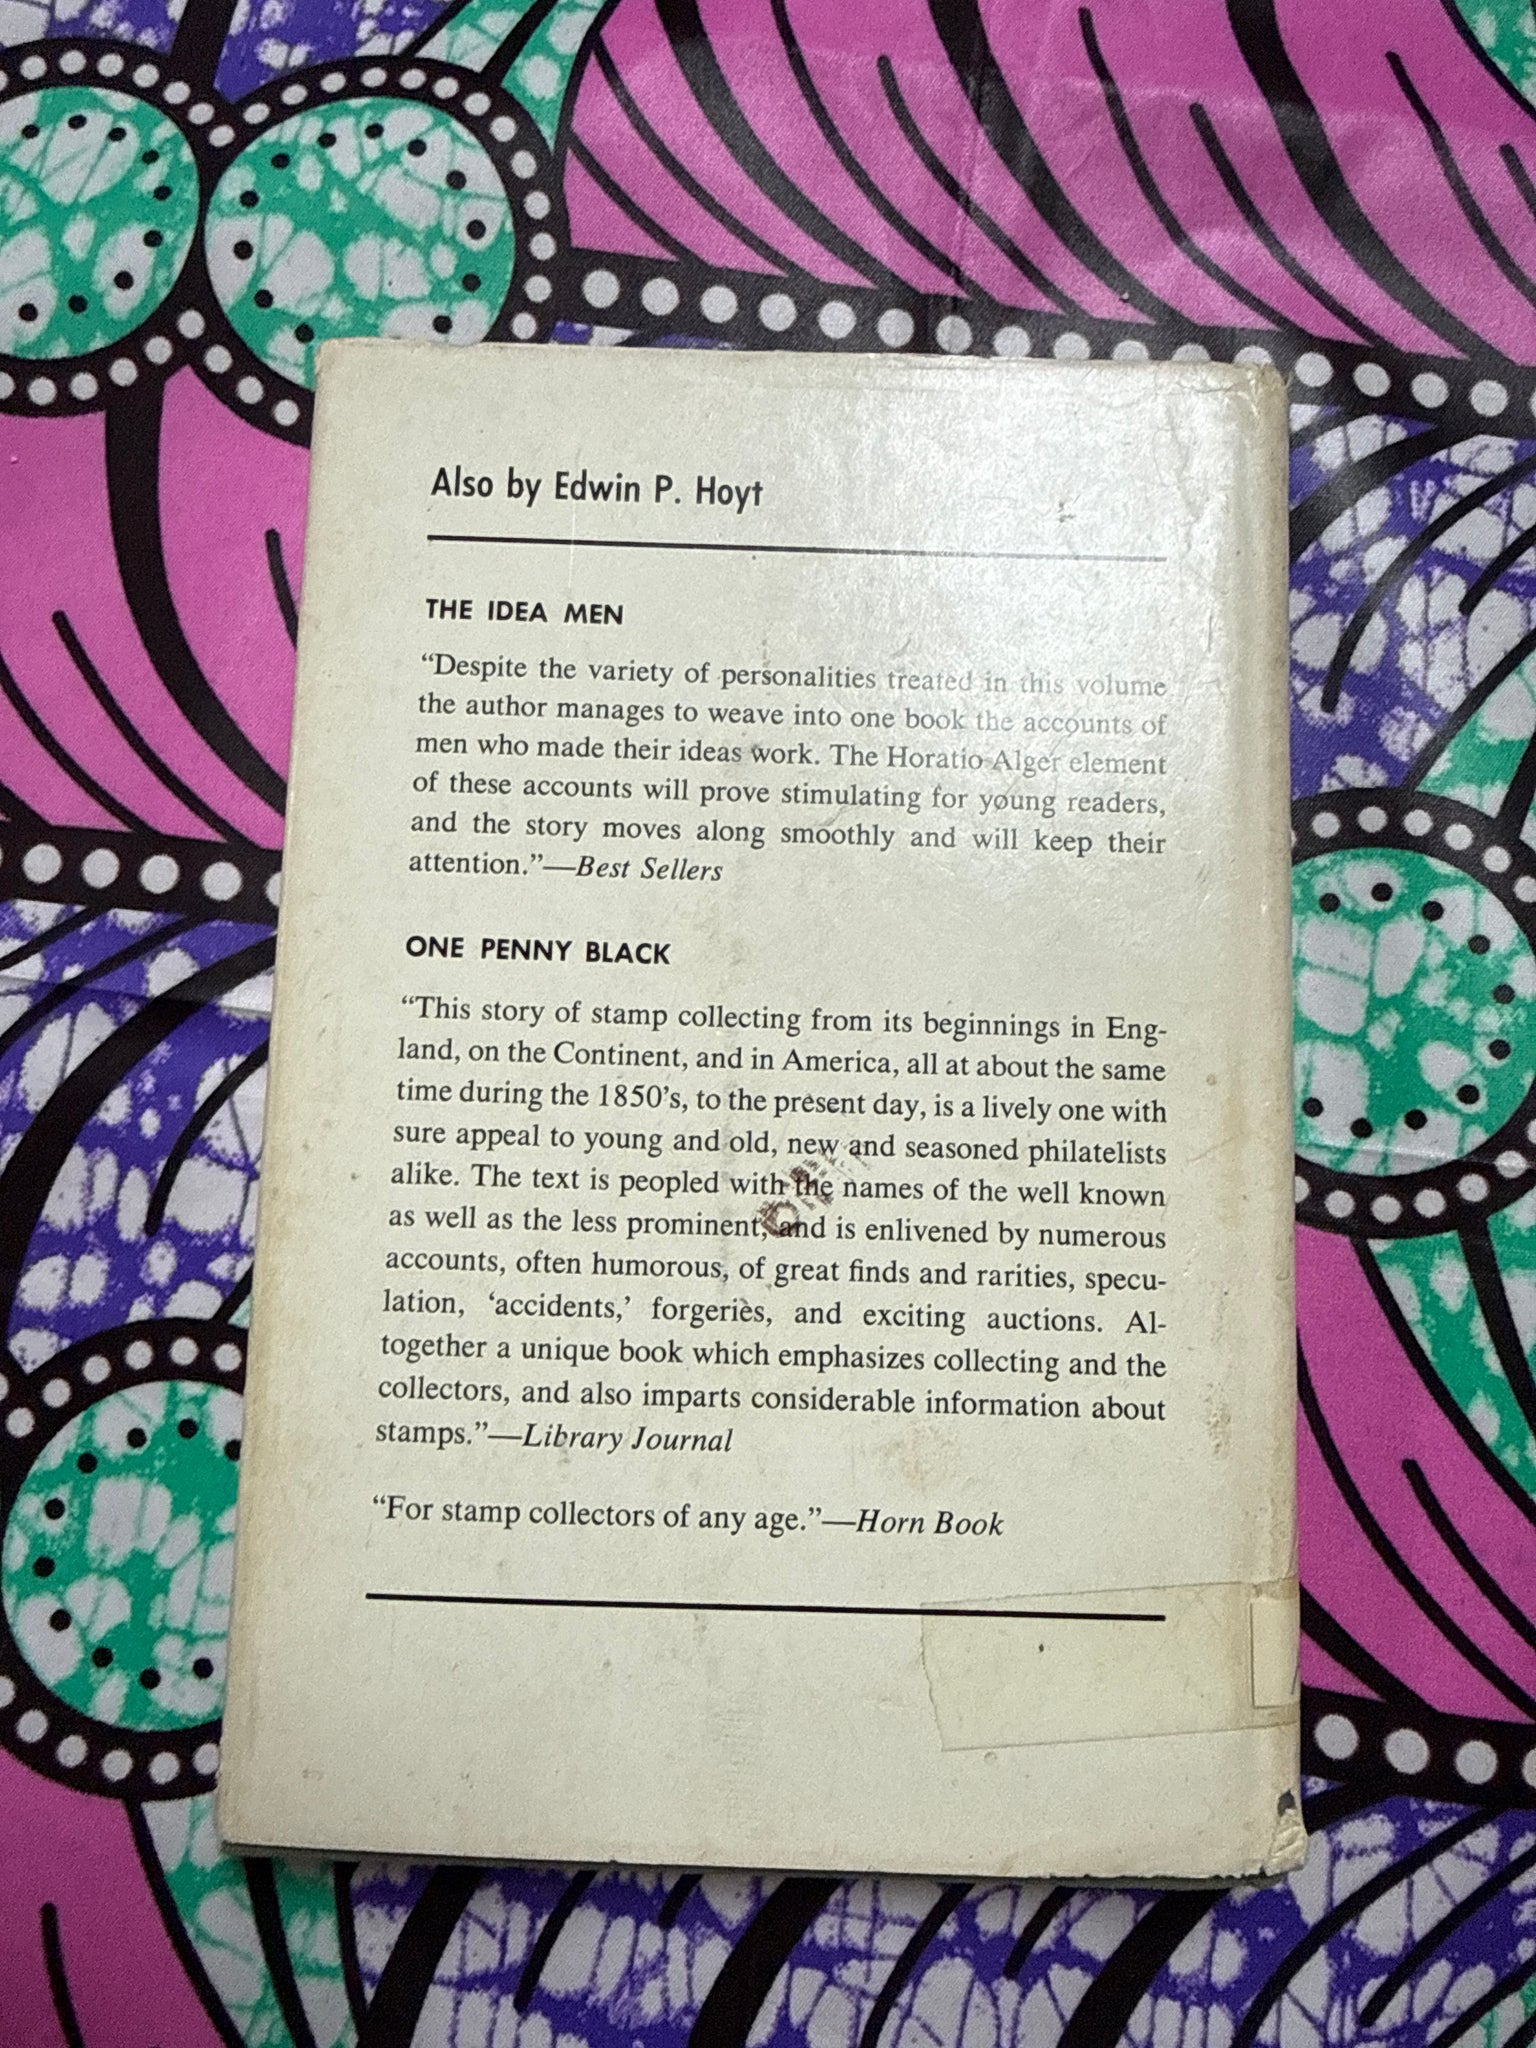 Also by Edwin P. Hoyt
THE IDEA MEN
“Despite the variety of personalities treated in this volume
the author manages to weave into one book the accounts of
men who made their ideas work. The Horatio Alger element
of these accounts will prove stimulating for young readers,
and the story moves along smoothly and will keep their
attention.”—Best Sellers
ONE PENNY BLACK
“This story of stamp collecting from its beginnings in Eng-
land, on the Continent, and in America, all at about the same
time during the 1850’s, to the present day, is a lively one with
sure appeal to young and old, new and seasoned philatelists
alike. The text is peopled with the names of the well known
as well as the less prominent, and is enlivened by numerous
accounts, often humorous, of great finds and rarities, specu-
lation, ‘accidents,’ forgeries, and exciting auctions. Al-
together a unique book which emphasizes collecting and the
collectors, and also imparts considerable information about
stamps.”—Library Journal
“For stamp collectors of any age.”—Horn Book